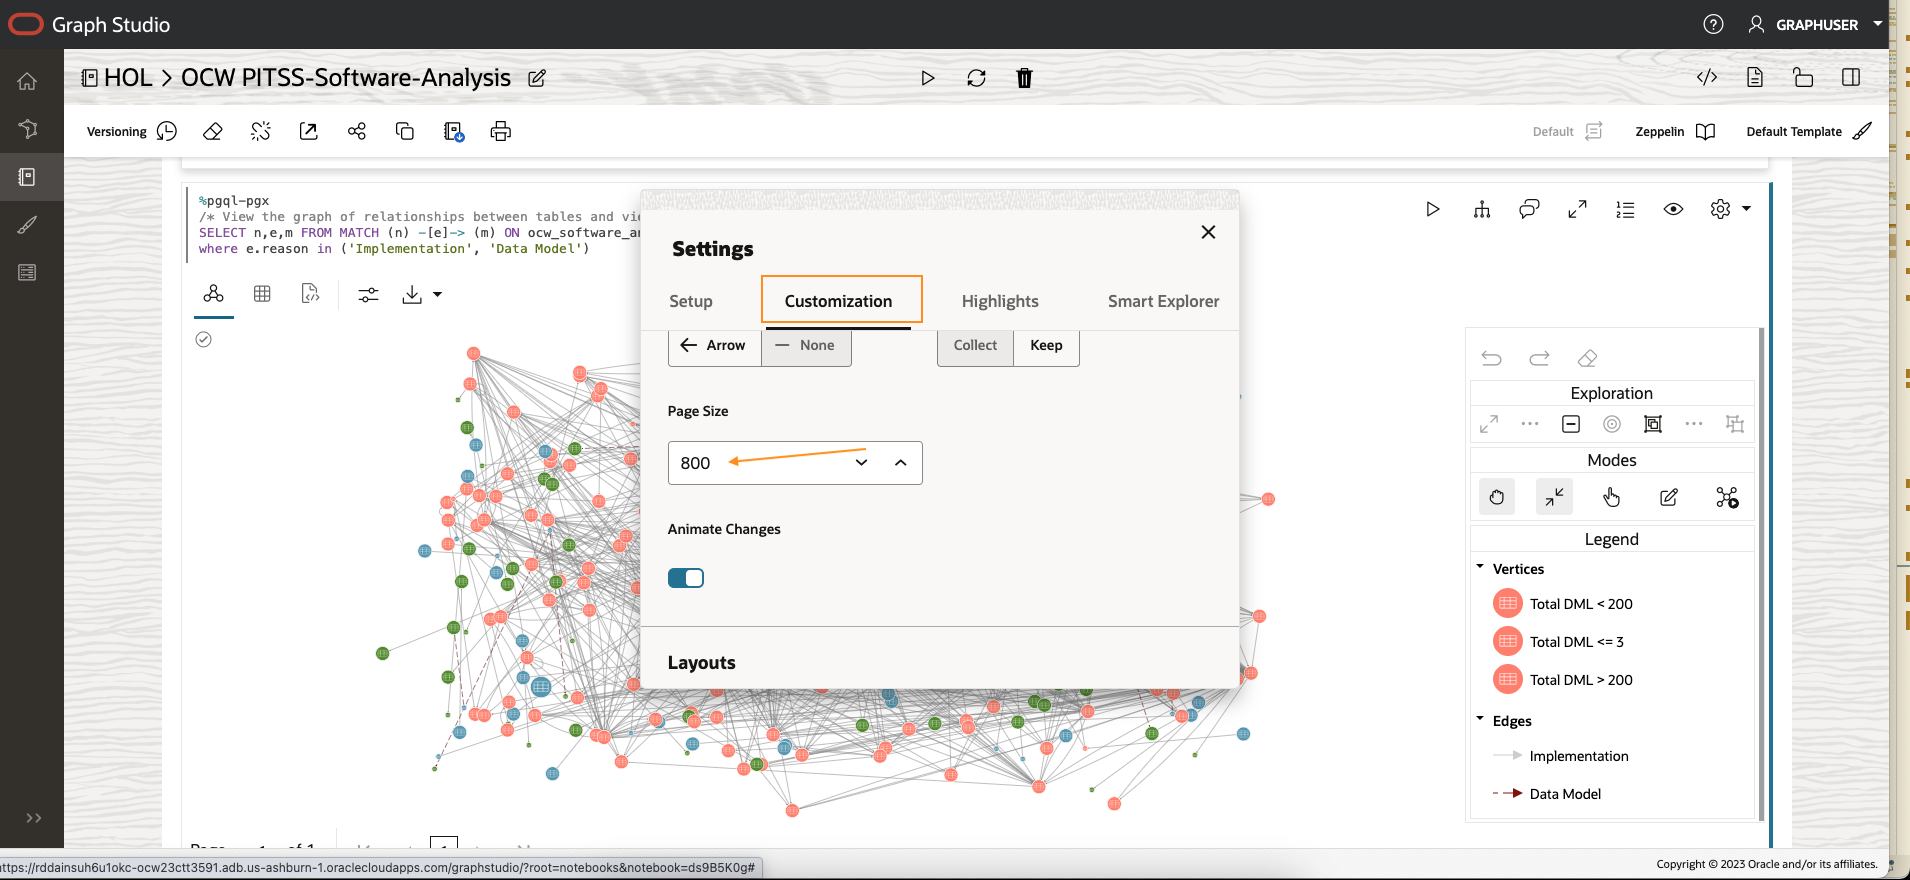 Graph Studio
GRAPHUSER
HOL > OCW PITSS-Software-Analysis
Versioning
Default
Zeppelin
Default Template
%pgql-pgx
/* View the graph of relationships between tables and
SELECT n,e,m FROM MATCH (n) -[e]-> (m) ON
where e.reason in ('Implementation', 'Data Model')
Settings
Setup
Customization
Highlights
Smart Explorer
Arrow
None
Collect
Keep
Page Size
800
Animate Changes
Layouts
Exploration
Modes
Legend
Vertices
Total DML < 200
Total DML <= 3
Total DML > 200
Edges
Implementation
Data Model
ttps://rddainsuh6u1okc-ocw23ctt3591.adb.us-ashburn-1.oraclecloudapps.com/graphstudio/?root=notebooks&notebook=ds9B5K0g#
Copyright © 2023 Oracle and/or its affiliates.